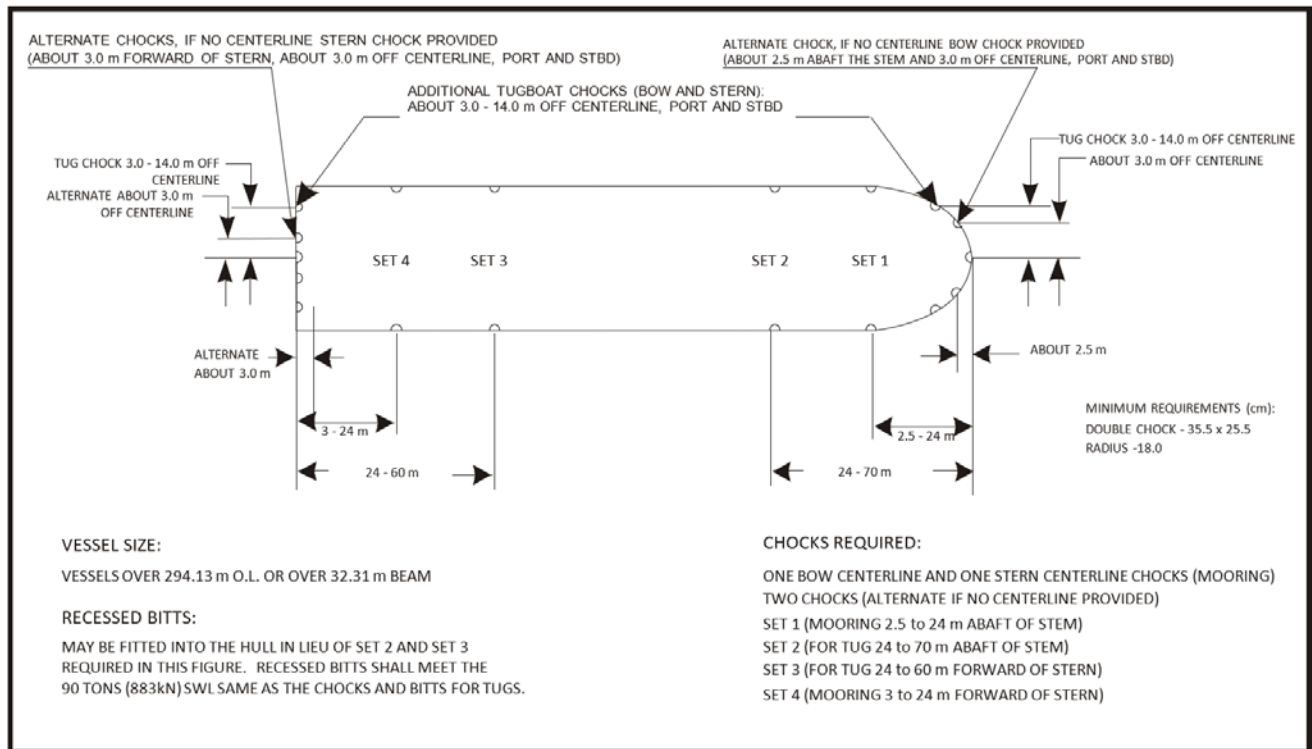 ALTERNATE CHOCKS, IF NO CENTERLINE STERN CHOCK PROVIDED
(ABOUT 3.0 m FORWARD OF STERN, ABOUT 3.0 m OFF CENTERLINE, PORT AND STBD)
ALTERNATE CHOCK, IF NO CENTERLINE BOW CHOCK PROVIDED
(ABOUT 2.5 m ABAFT THE STEM AND 3.0 m OFF CENTERLINE, PORT AND STBD)
ADDITIONAL TUGBOAT CHOCKS (BOW AND STERN):
ABOUT 3.0 - 14.0 m OFF CENTERLINE, PORT AND STBD
TUG CHOCK 3.0 - 14.0 m OFF
CENTERLINE
ALTERNATE ABOUT 3.0 m
OFF CENTERLINE
TUG CHOCK 3.0 - 14.0 m OFF CENTERLINE
ABOUT 3.0 m OFF CENTERLINE
SET 4
SET 3
SET 2
SET 1
ALTERNATE
ABOUT 3.0 m
ABOUT 2.5 m
3 - 24 m
2.5 - 24 m
24 - 60 m
24 - 70 m
MINIMUM REQUIREMENTS (cm):
DOUBLE CHOCK - 35.5 x 25.5
RADIUS -18.0
VESSEL SIZE:
VESSELS OVER 294.13 m O.L. OR OVER 32.31 m BEAM
RECESSED BITTS:
MAY BE FITTED INTO THE HULL IN LIEU OF SET 2 AND SET 3
REQUIRED IN THIS FIGURE. RECESSED BITTS SHALL MEET THE
90 TONS (883kN) SWL SAME AS THE CHOCKS AND BITTS FOR TUGS.
CHOCKS REQUIRED:
ONE BOW CENTERLINE AND ONE STERN CENTERLINE CHOCKS (MOORING)
TWO CHOCKS (ALTERNATE IF NO CENTERLINE PROVIDED)
SET 1 (MOORING 2.5 to 24 m ABAFT OF STEM)
SET 2 (FOR TUG 24 to 70 m ABAFT OF STEM)
SET 3 (FOR TUG 24 to 60 m FORWARD OF STERN)
SET 4 (MOORING 3 to 24 m FORWARD OF STERN)